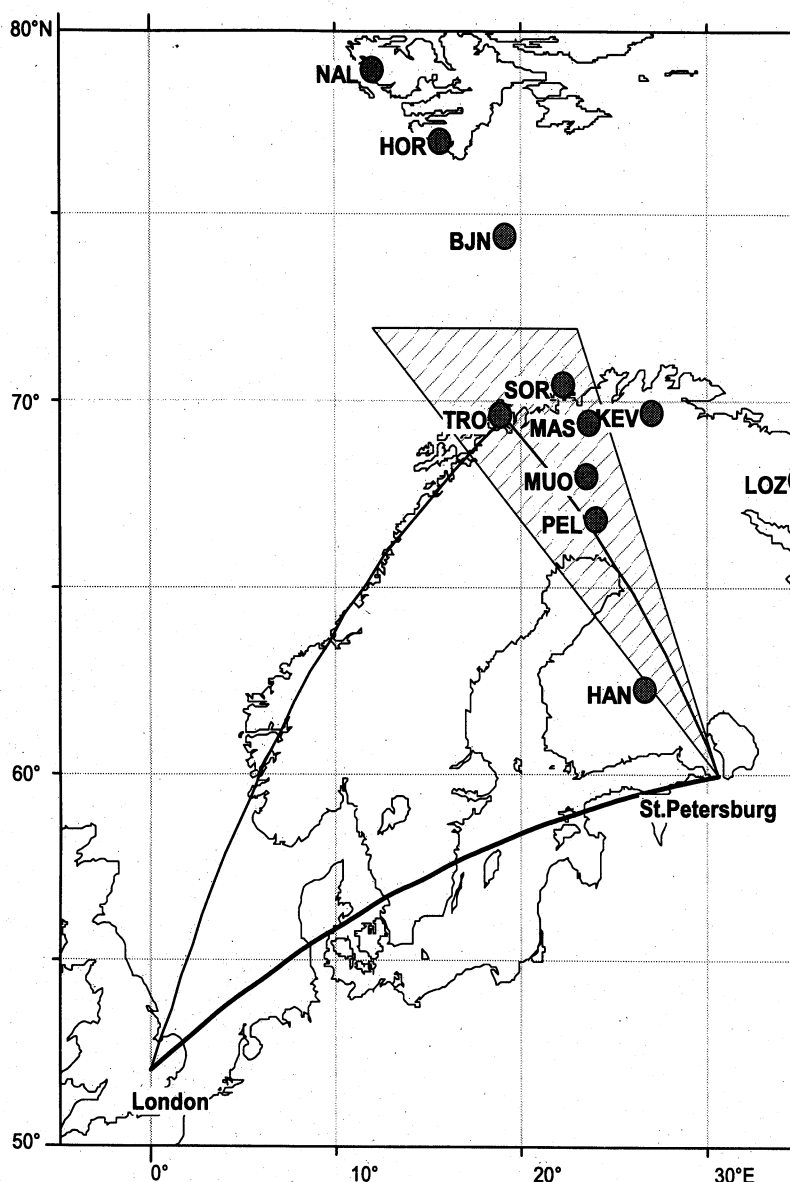 80°N
NAL
HOR
BJN
70°
SOR
TRO
MAS
KEV
MUO
LOZ
PEL
HAN
60°
St.Petersburg
London
50°
0°
10°
20°
30°E